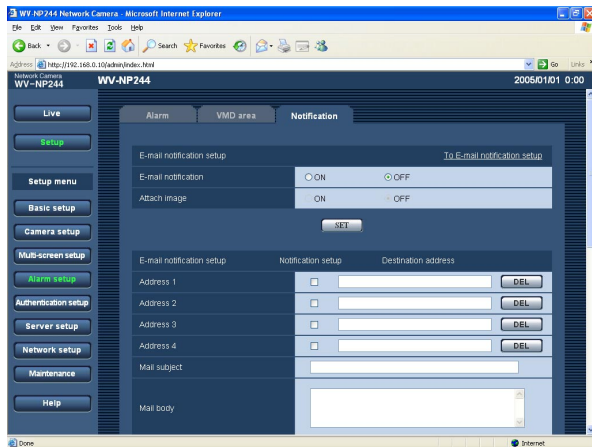 WV-NP244 Network Camera - Microsoft Internet Explorer
File Edit View Favorites Tools Help
Back Search Favorites
Address http://192.168.0.10/admin/index.html Go Links
Network Camera
WV-NP244
WV-NP244
2005/01/01 0:00
Live
Setup
Setup menu
Basic setup
Camera setup
Multi-screen setup
Alarm setup
Authentication setup
Server setup
Network setup
Maintenance
Help
Alarm VMD area Notification
E-mail notification setup To E-mail notification setup
E-mail notification ON OFF
Attach image ON OFF
SET
E-mail notification setup Notification setup Destination address
Address 1 DEL
Address 2 DEL
Address 3 DEL
Address 4 DEL
Mail subject
Mail body
Done Internet